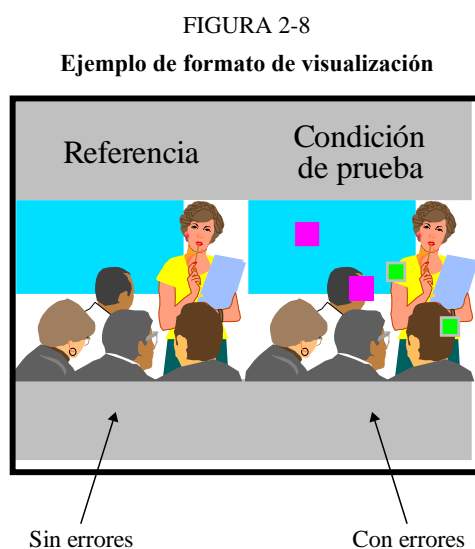 FIGURA 2-8
Ejemplo de formato de visualización
Referencia
Condición
de prueba
Sin errores
Con errores